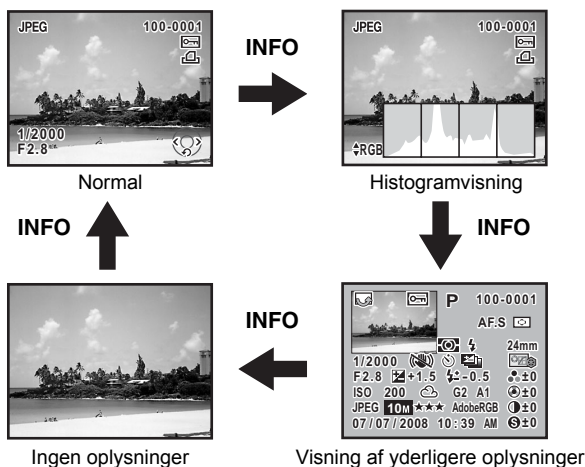 JPEG 100-0001
1/2000
F2.8
Normal
INFO
JPEG 100-0001
RGB
Histogramvisning
INFO
P 100-0001
AF.S
24mm
1/2000
F2.8 +1.5 -0.5 ±0
ISO 200 G2 A1 ±0
JPEG 10M ★★★ AdobeRGB ±0
07/07/2008 10:39 AM S±0
Visning af yderligere oplysninger
INFO
Ingen oplysninger
INFO